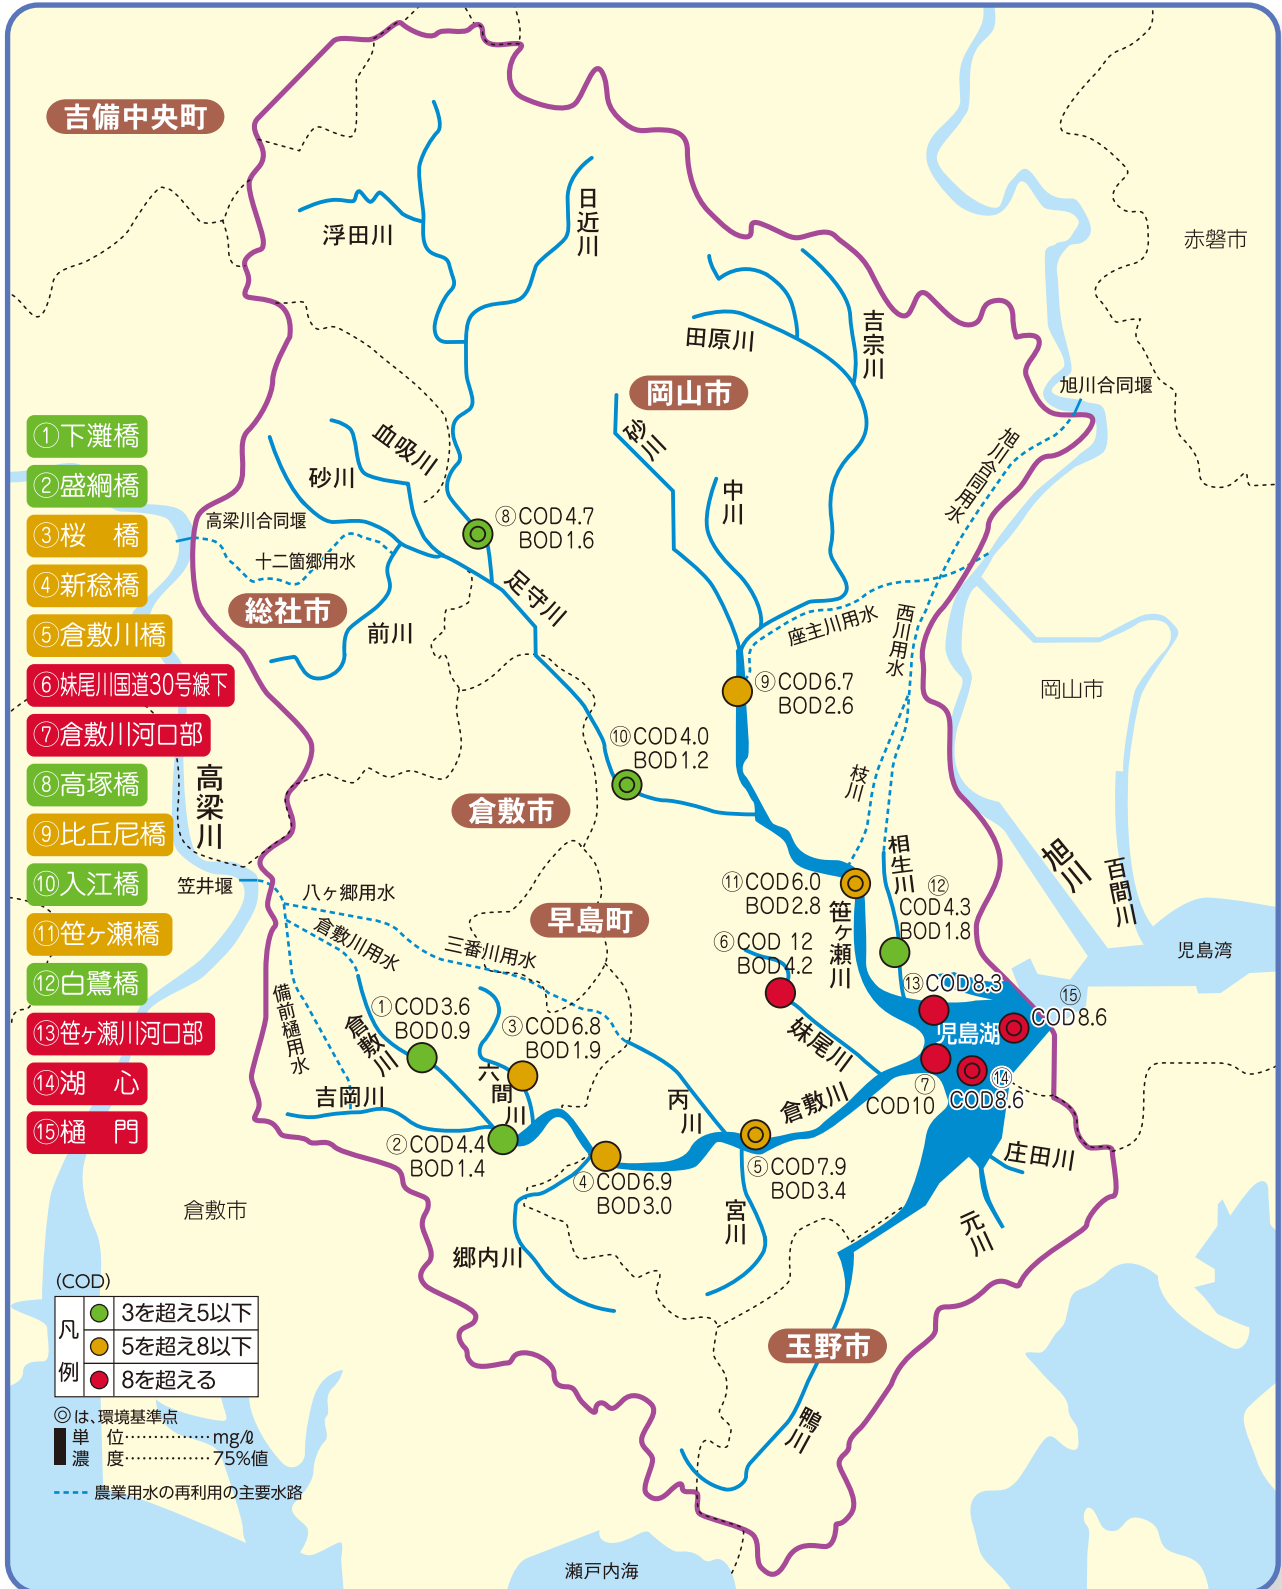 吉備中央町
日近川
浮田川
赤磐市
田原川
吉宗川
岡山市
旭川合同堰
旭川合同用水
砂川
血吸川
砂川
中川
高梁川合同堰
十二箇郷用水
総社市
前川
⑧COD4.7
BOD1.6
足守川
座主川用水
西川用水
岡山市
①下灘橋
②盛綱橋
③桜　橋
④新稔橋
⑤倉敷川橋
⑥妹尾川国道30号線下
⑦倉敷川河口部
⑧高塚橋
⑨比丘尼橋
⑩入江橋
⑪笹ヶ瀬橋
⑫白鷺橋
⑬笹ヶ瀬川河口部
⑭湖　心
⑮樋　門
⑨COD6.7
BOD2.6
⑩COD4.0
BOD1.2
枝川
高梁川
倉敷市
相生川
旭川
百間川
笠井堰
八ヶ郷用水
倉敷川用水
三番川用水
備前樋用水
早島町
⑪COD6.0
BOD2.8
笹ヶ瀬川
⑫
COD4.3
BOD1.8
⑥COD 12
BOD4.2
児島湾
⑬COD8.3
⑮
COD8.6
児島湖
①COD3.6
BOD0.9
倉敷川
③COD6.8
BOD1.9
六間川
妹尾川
⑦
COD10
⑭
COD8.6
吉岡川
丙川
倉敷川
②COD4.4
BOD1.4
④COD6.9
BOD3.0
⑤COD7.9
BOD3.4
庄田川
倉敷市
宮川
元川
郷内川
玉野市
鴨川
(COD)
凡例
3を超え5以下
5を超え8以下
8を超える
◎は、環境基準点
単　位……………mg/ℓ
濃　度……………75%値
農業用水の再利用の主要水路
瀬戸内海